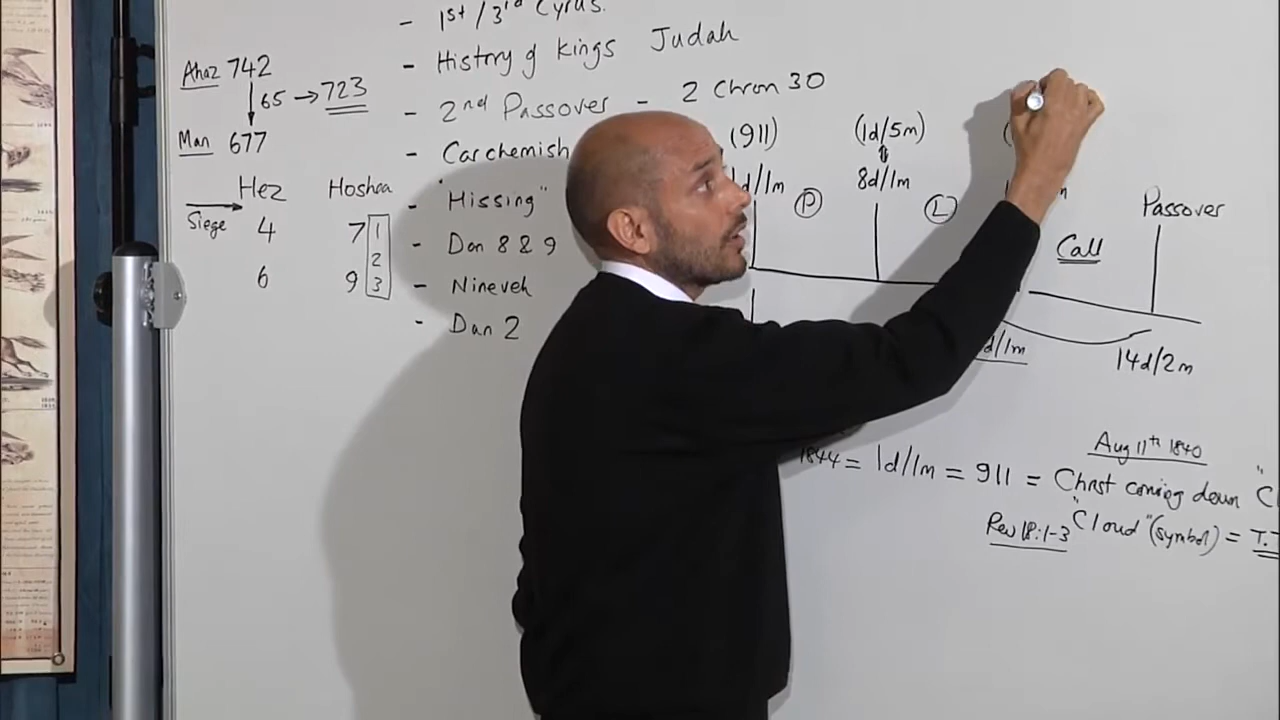 - 1st/3rd Cyrus.
- History of Kings Judah
- 2nd Passover - 2 Chron 30
- Carchemish
- "Hissing"
- Dan 8 & 9
- Nineveh
- Dan 2
Ahaz 742
65 → 723
Man 677
Hez Hoshea
Siege 4 7 1
2
6 9 3
(911) (1d/5m) (
1d/1m P 8d/1m L m Passover
Call
d/1m 14d/2m
Aug 11th 1840
1844 = 1d/1m = 911 = Christ coming down "C
Rev 18:1-3 "Cloud" (symbol) = T.T